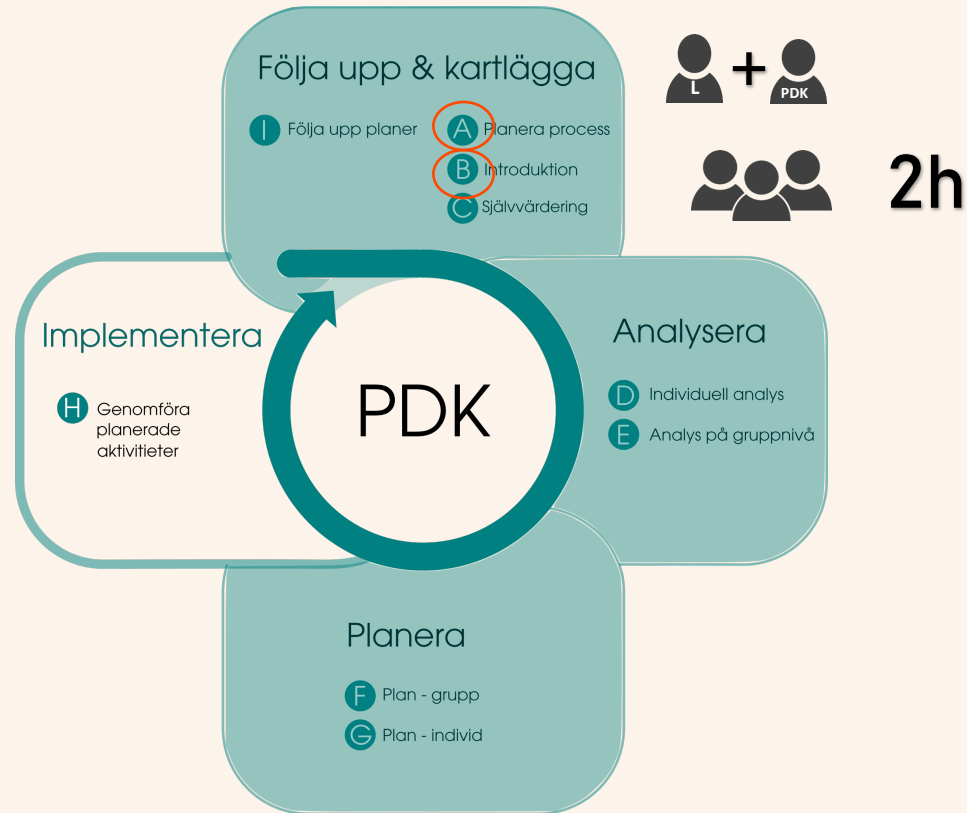 Följa upp & kartlägga
I Följa upp planer
A Planera process
B Introduktion
C Självvärdering
L + PDK
2h
Analysera
D Individuell analys
E Analys på gruppnivå
Implementera
H Genomföra
planerade
aktivitieter
PDK
Planera
F Plan - grupp
G Plan - individ